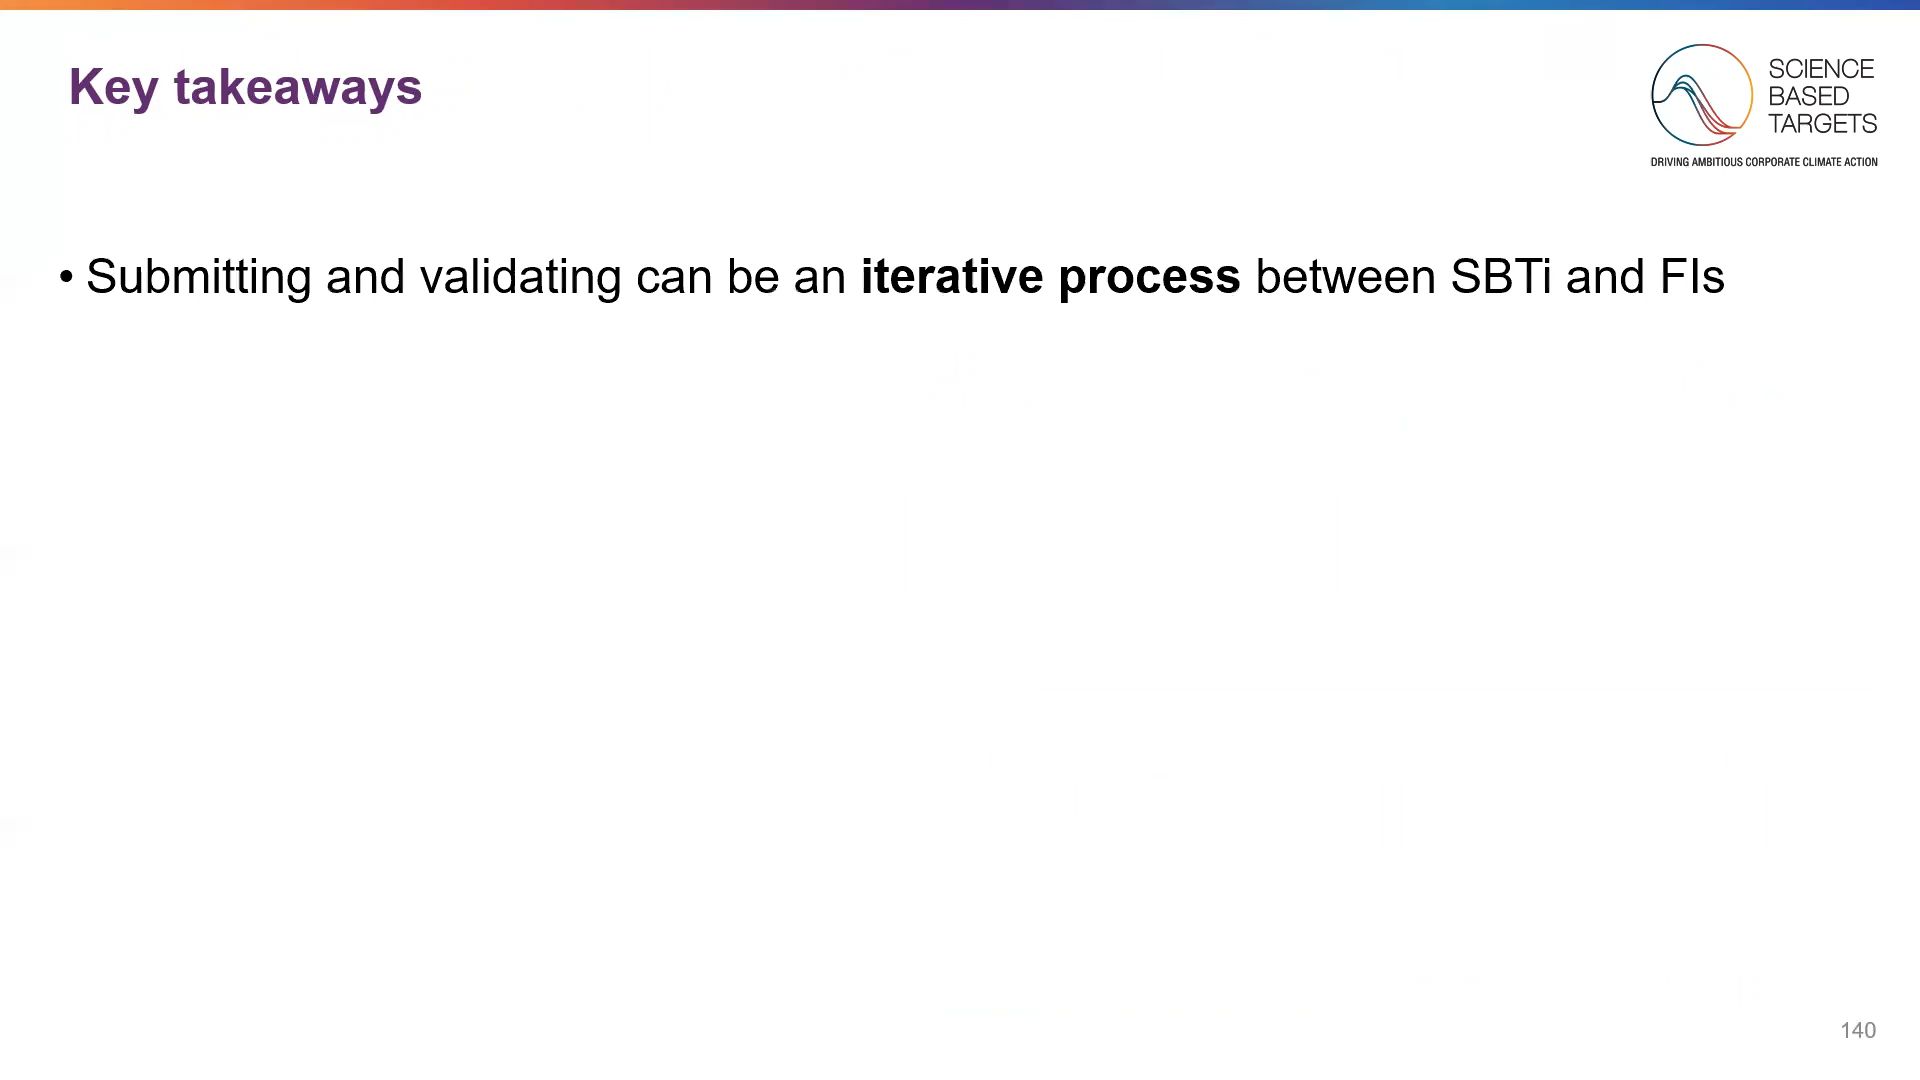 Key takeaways
SCIENCE
BASED
TARGETS
DRIVING AMBITIOUS CORPORATE CLIMATE ACTION
• Submitting and validating can be an iterative process between SBTi and FIs
140